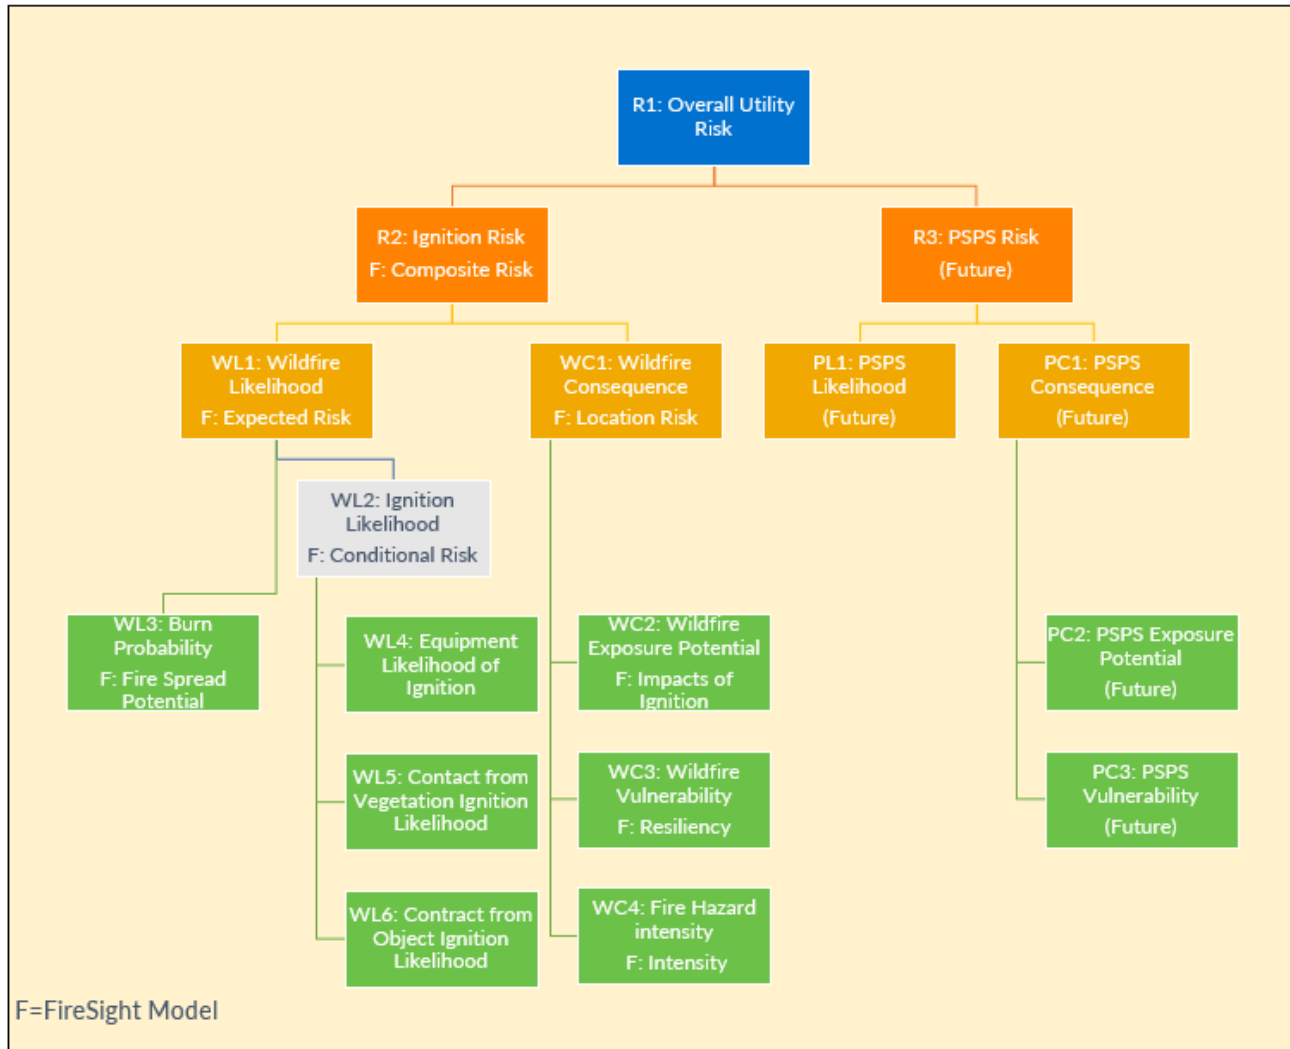 R1: Overall Utility
Risk
R2: Ignition Risk
F: Composite Risk
R3: PSPS Risk
(Future)
WL1: Wildfire
Likelihood
F: Expected Risk
WC1: Wildfire
Consequence
F: Location Risk
PL1: PSPS
Likelihood
(Future)
PC1: PSPS
Consequence
(Future)
WL2: Ignition
Likelihood
F: Conditional Risk
WL3: Burn
Probability
F: Fire Spread
Potential
WL4: Equipment
Likelihood of
Ignition
WC2: Wildfire
Exposure Potential
F: Impacts of
Ignition
PC2: PSPS Exposure
Potential
(Future)
WL5: Contact from
Vegetation Ignition
Likelihood
WC3: Wildfire
Vulnerability
F: Resiliency
PC3: PSPS
Vulnerability
(Future)
WL6: Contract from
Object Ignition
Likelihood
WC4: Fire Hazard
intensity
F: Intensity
F=FireSight Model